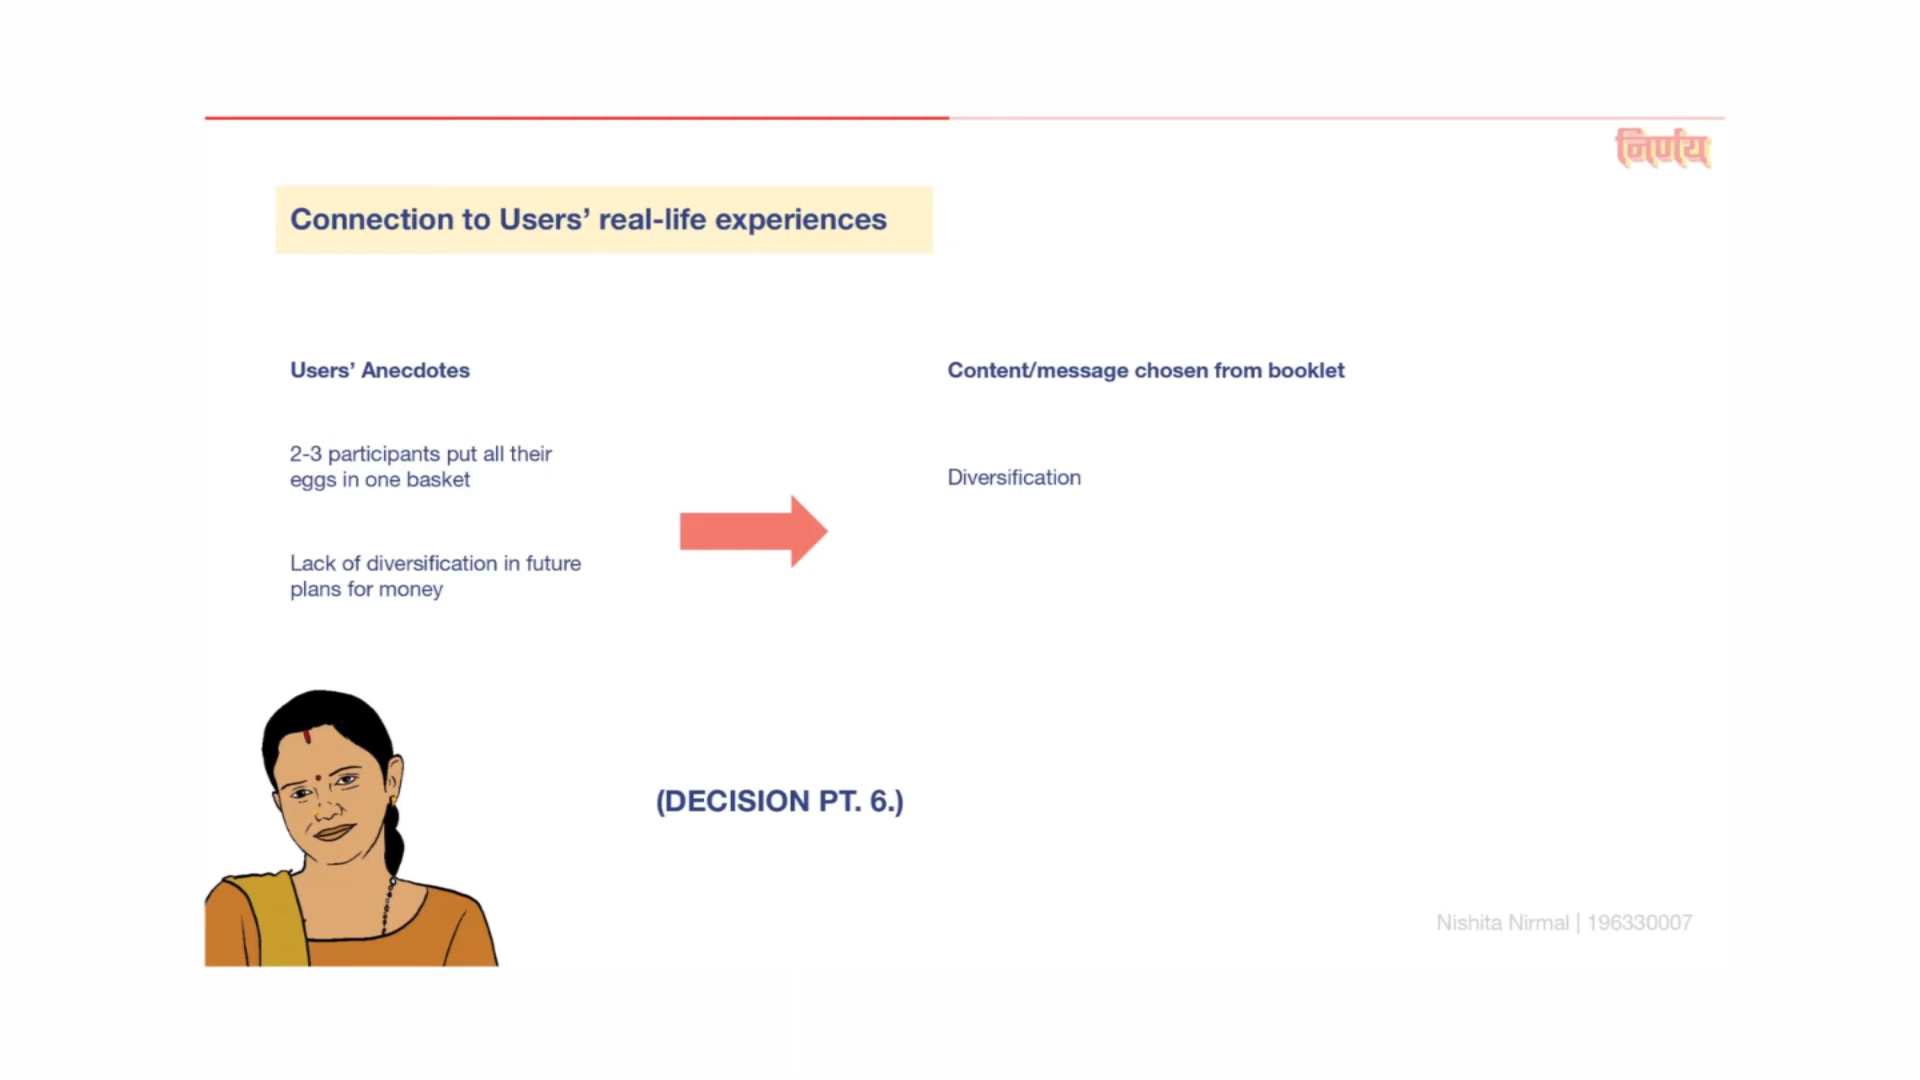 निर्णय
Connection to Users’ real-life experiences
Users’ Anecdotes
2-3 participants put all their
eggs in one basket
Lack of diversification in future
plans for money
Content/message chosen from booklet
Diversification
(DECISION PT. 6.)
Nishita Nirmal | 196330007